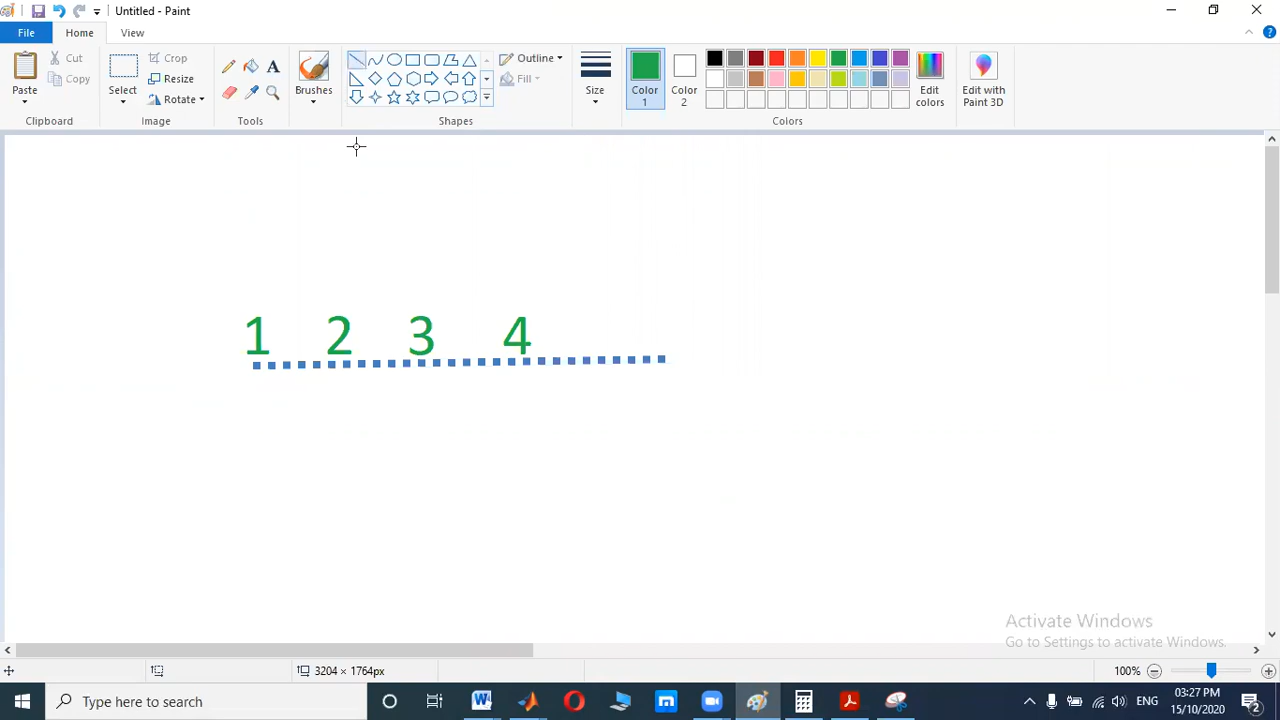 Untitled - Paint
File Home View
Paste
Cut
Copy
Clipboard
Select
Crop
Resize
Rotate
Image
A
Tools
Brushes
Outline
Fill
Shapes
Size
Color 1
Color 2
Edit colors
Edit with Paint 3D
Colors
1 2 3 4
Activate Windows
Go to Settings to activate Windows.
3204 × 1764px
100%
Type here to search
ENG
03:27 PM
15/10/2020
2